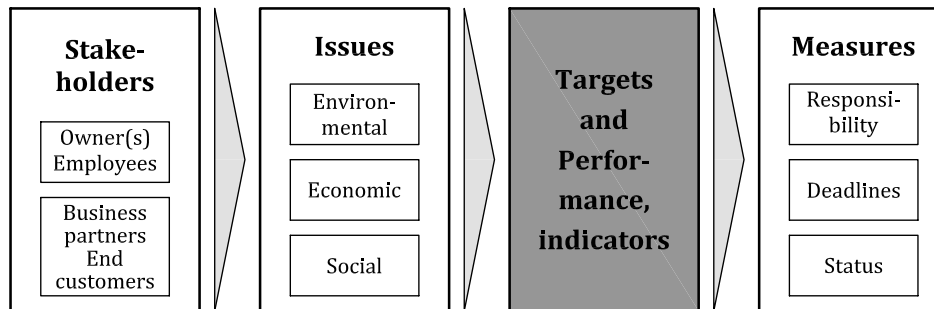 Stake-
holders
Owner(s)
Employees
Business
partners
End
customers
Issues
Environ-
mental
Economic
Social
Targets
and
Perfor-
mance,
indicators
Measures
Responsi-
bility
Deadlines
Status